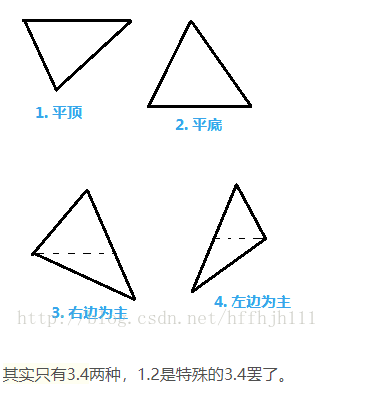 1. 平顶
2. 平底
3. 右边为主
4. 左边为主
http://blog.csdn.net/hffhjh111
其实只有3.4两种，1.2是特殊的3.4罢了。